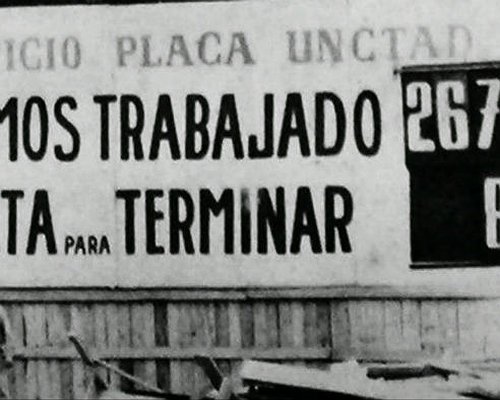 ICIO PLACA UNCTAD
MOS TRABAJADO 267
TA PARA TERMINAR